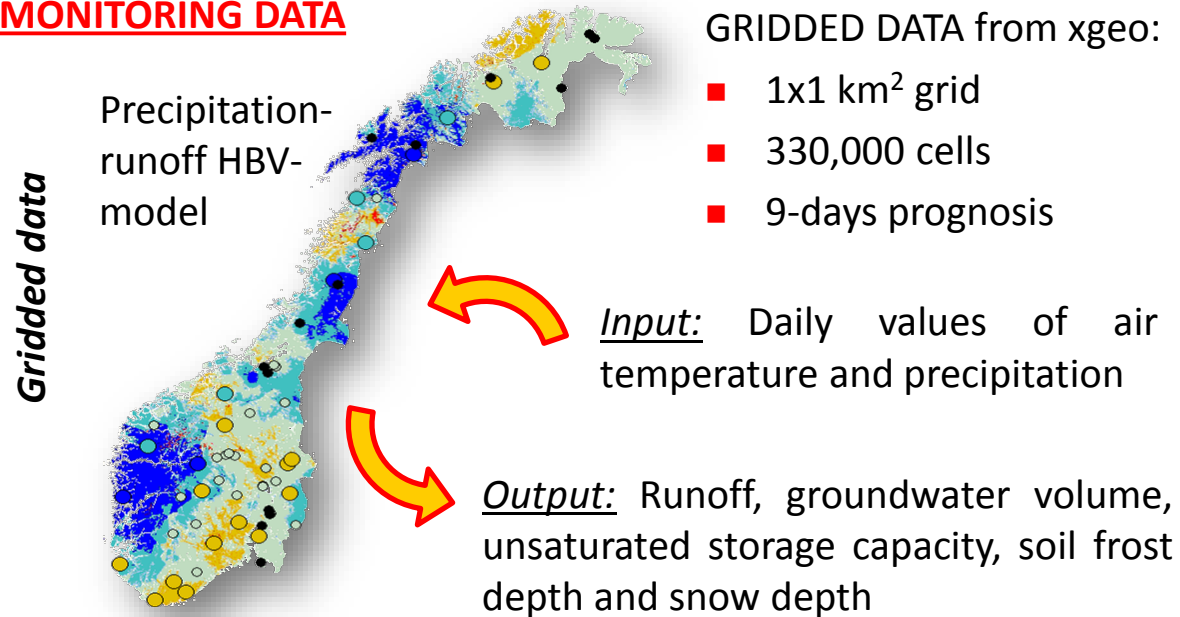 MONITORING DATA
Gridded data
Precipitation-
runoff HBV-
model
GRIDDED DATA from xgeo:
1x1 km² grid
330,000 cells
9-days prognosis
Input: Daily values of air
temperature and precipitation
Output: Runoff, groundwater volume,
unsaturated storage capacity, soil frost
depth and snow depth